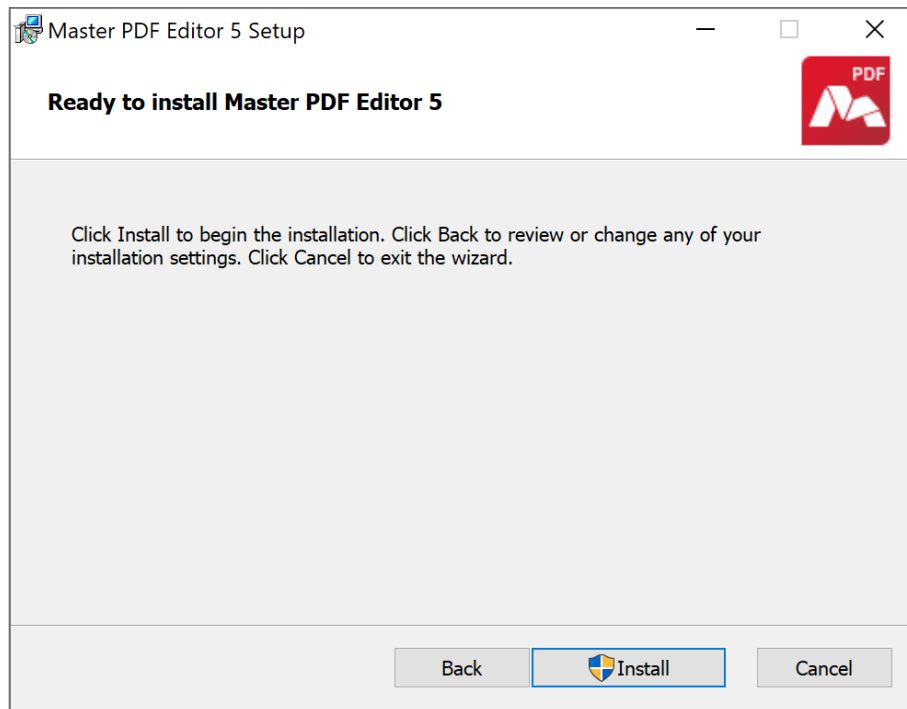 Master PDF Editor 5 Setup
Ready to install Master PDF Editor 5
PDF
Click Install to begin the installation. Click Back to review or change any of your
installation settings. Click Cancel to exit the wizard.
Back
Install
Cancel